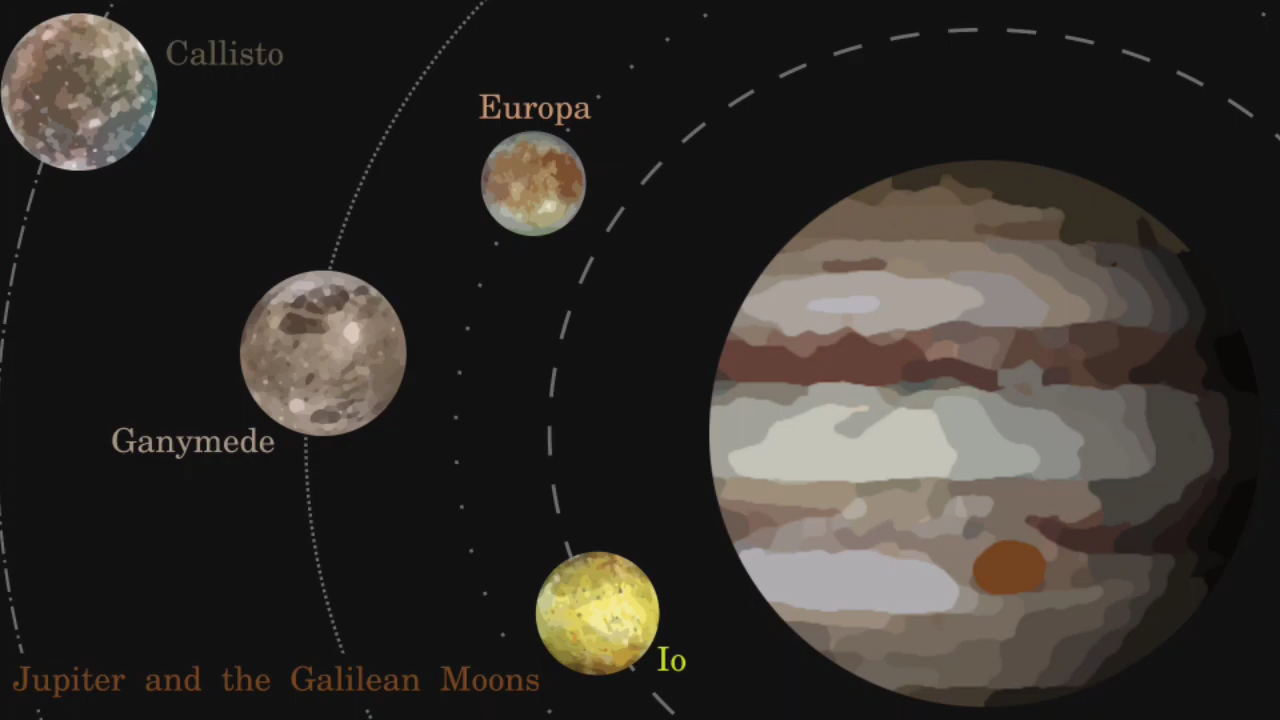 Callisto
Europa
Ganymede
Io
Jupiter and the Galilean Moons